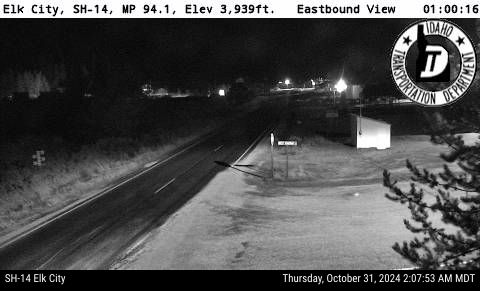 Elk City, SH-14, MP 94.1, Elev 3,939ft. Eastbound View 01:00:16
IDAHO
TRANSPORTATION DEPARTMENT
SH-14 Elk City Thursday, October 31, 2024 2:07:53 AM MDT